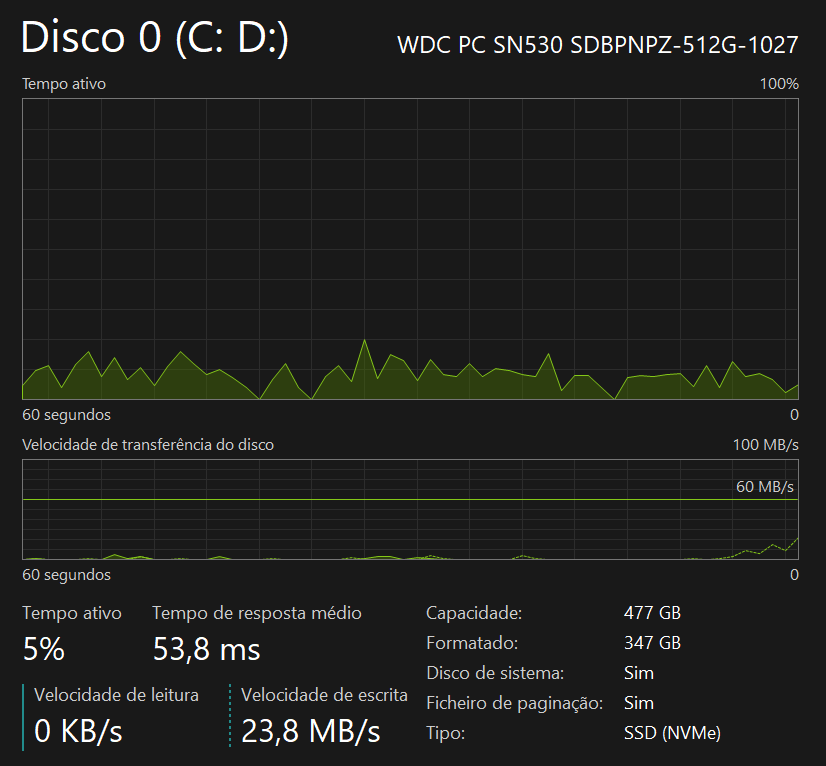 Disco 0 (C: D:)
WDC PC SN530 SDBPNPZ-512G-1027
Tempo ativo
100%
60 segundos
0
Velocidade de transferência do disco
100 MB/s
60 MB/s
60 segundos
0
Tempo ativo
5%
Tempo de resposta médio
53,8 ms
Velocidade de leitura
0 KB/s
Velocidade de escrita
23,8 MB/s
Capacidade: 477 GB
Formatado: 347 GB
Disco de sistema: Sim
Ficheiro de paginação: Sim
Tipo: SSD (NVMe)